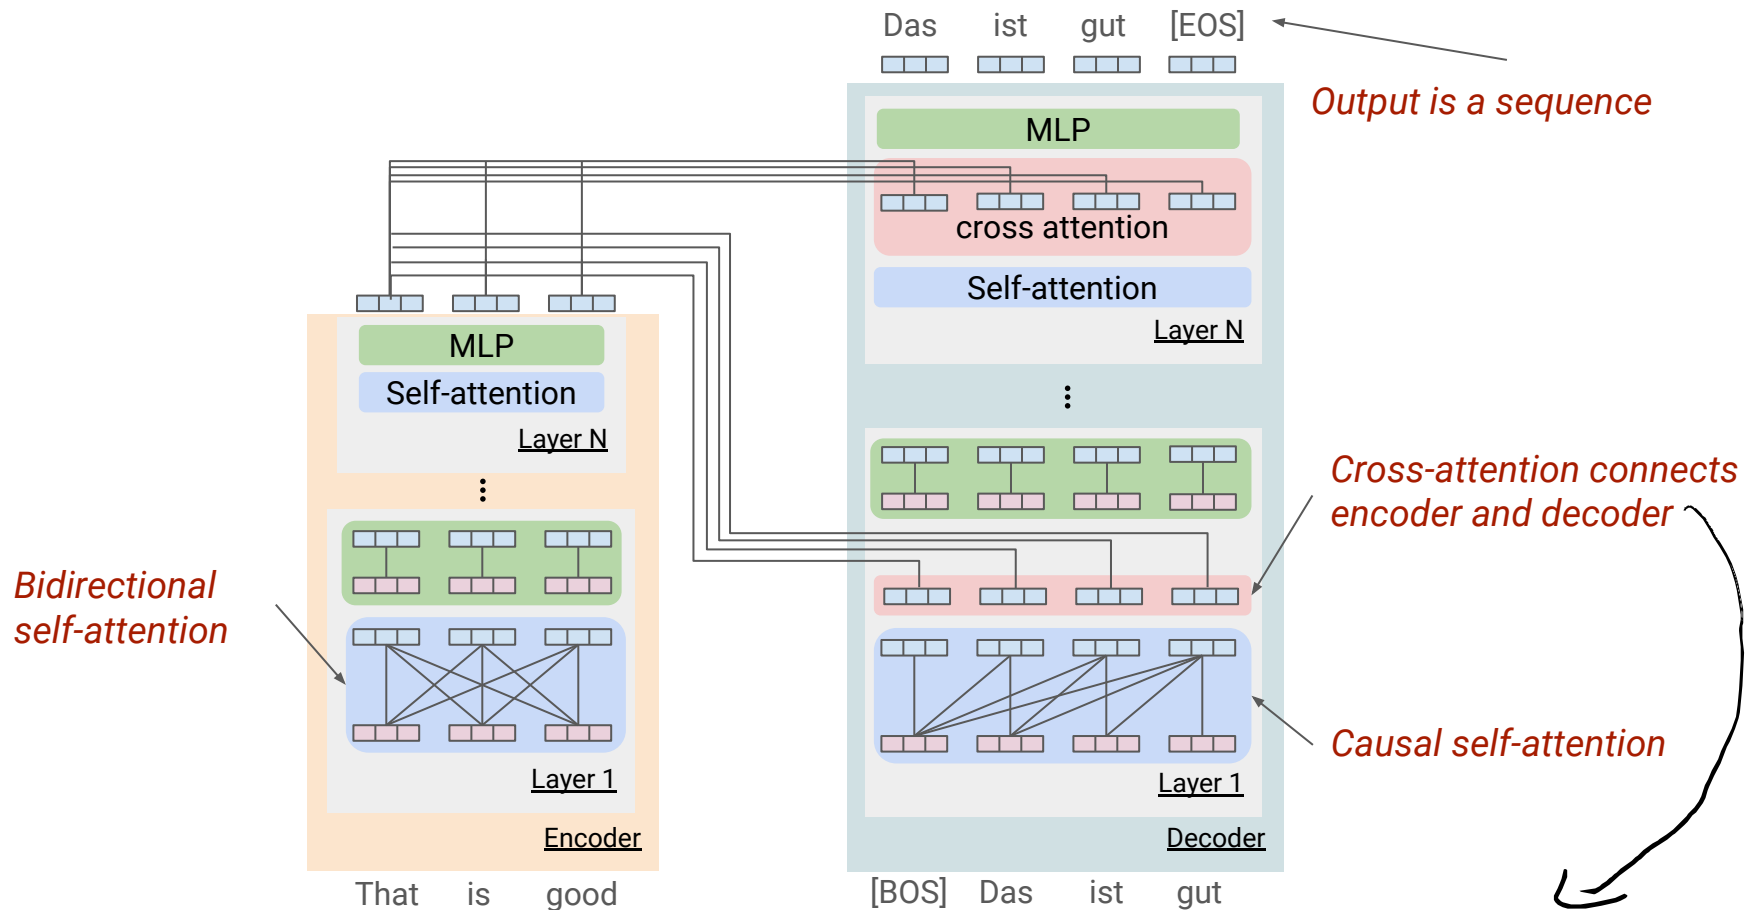 Das ist gut [EOS]
Output is a sequence
MLP
cross attention
Self-attention
Layer N
MLP
Self-attention
Layer N
Cross-attention connects
encoder and decoder
Bidirectional
self-attention
Causal self-attention
Layer 1
Layer 1
Encoder
Decoder
That is good
[BOS] Das ist gut